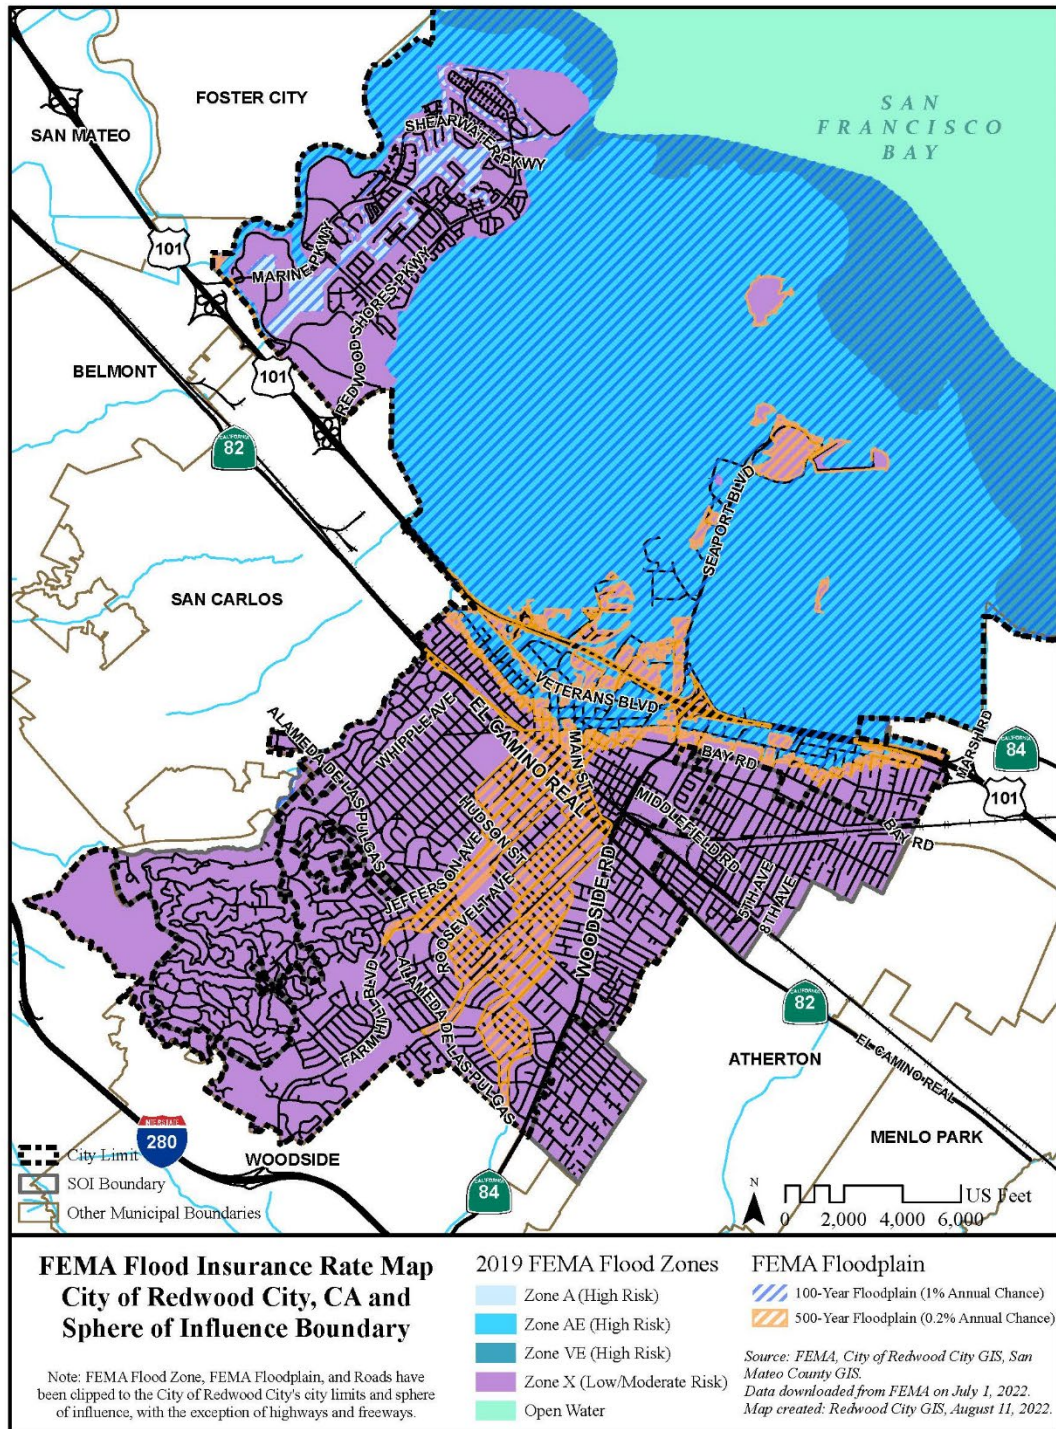 FOSTER CITY
SAN MATEO
SAN
FRANCISCO
BAY
SHEARWATER PKWY
101
MARINE PKWY
REDWOOD SHORES PKWY
BELMONT
101
CALIFORNIA
82
SEAPORT BLVD
SAN CARLOS
VETERANS BLVD
ALAMEDA DE LAS PULGAS
WHIPPLE AVE
EL CAMINO REAL
MAIN ST
BAY RD
MARSH RD
CALIFORNIA
84
101
MIDDLEFIELD RD
BAY RD
HUDSON ST
JEFFERSON AVE
ROOSEVELT AVE
WOODSIDE RD
5TH AVE
8TH AVE
FARM HILL BLVD
ALAMEDA DE LAS PULGAS
CALIFORNIA
82
EL CAMINO REAL
ATHERTON
MENLO PARK
INTERSTATE
280
WOODSIDE
CALIFORNIA
84
City Limit
SOI Boundary
Other Municipal Boundaries
N
US Feet
0 2,000 4,000 6,000
FEMA Flood Insurance Rate Map
City of Redwood City, CA and
Sphere of Influence Boundary
Note: FEMA Flood Zone, FEMA Floodplain, and Roads have
been clipped to the City of Redwood City's city limits and sphere
of influence, with the exception of highways and freeways.
2019 FEMA Flood Zones
Zone A (High Risk)
Zone AE (High Risk)
Zone VE (High Risk)
Zone X (Low/Moderate Risk)
Open Water
FEMA Floodplain
100-Year Floodplain (1% Annual Chance)
500-Year Floodplain (0.2% Annual Chance)
Source: FEMA, City of Redwood City GIS, San
Mateo County GIS.
Data downloaded from FEMA on July 1, 2022.
Map created: Redwood City GIS, August 11, 2022.